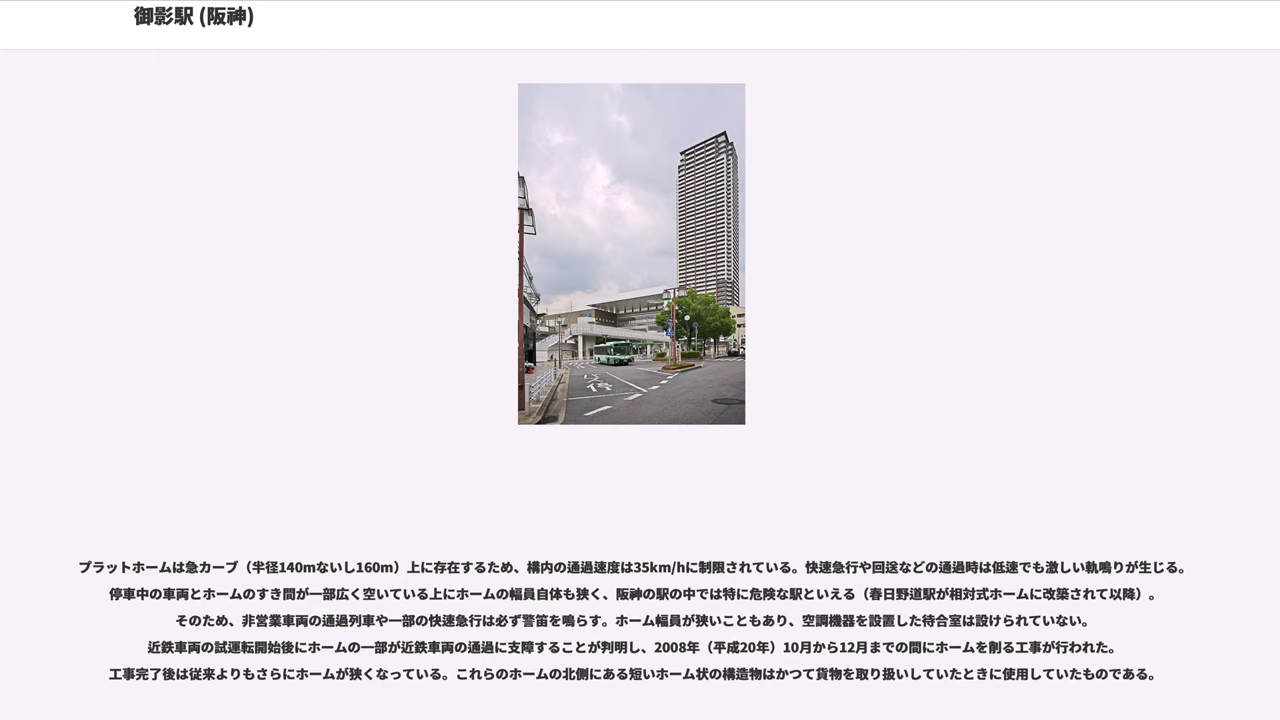 御影駅 (阪神)
プラットホームは急カーブ（半径140mないし160m）上に存在するため、構内の通過速度は35km/hに制限されている。快速急行や回送などの通過時は低速でも激しい軌鳴りが生じる。
停車中の車両とホームのすき間が一部広く空いている上にホームの幅員自体も狭く、阪神の駅の中では特に危険な駅といえる（春日野道駅が相対式ホームに改築されて以降）。
そのため、非営業車両の通過列車や一部の快速急行は必ず警笛を鳴らす。ホーム幅員が狭いこともあり、空調機器を設置した待合室は設けられていない。
近鉄車両の試運転開始後にホームの一部が近鉄車両の通過に支障することが判明し、2008年（平成20年）10月から12月までの間にホームを削る工事が行われた。
工事完了後は従来よりもさらにホームが狭くなっている。これらのホームの北側にある短いホーム状の構造物はかつて貨物を取り扱いしていたときに使用していたものである。